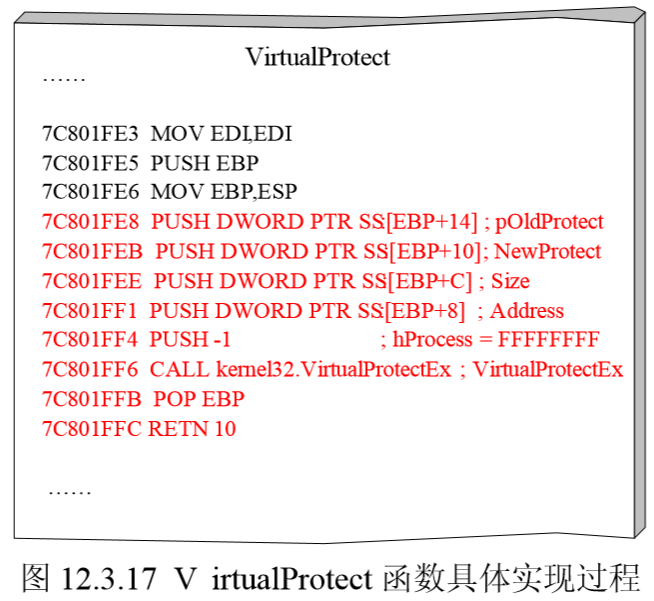 VirtualProtect
……
7C801FE3 MOV EDI,EDI
7C801FE5 PUSH EBP
7C801FE6 MOV EBP,ESP
7C801FE8 PUSH DWORD PTR SS:[EBP+14] ; pOldProtect
7C801FEB PUSH DWORD PTR SS:[EBP+10]; NewProtect
7C801FEE PUSH DWORD PTR SS:[EBP+C] ; Size
7C801FF1 PUSH DWORD PTR SS:[EBP+8] ; Address
7C801FF4 PUSH -1 ; hProcess = FFFFFFFF
7C801FF6 CALL kernel32.VirtualProtectEx ; VirtualProtectEx
7C801FFB POP EBP
7C801FFC RETN 10
……
图 12.3.17 V irtualProtect 函数具体实现过程